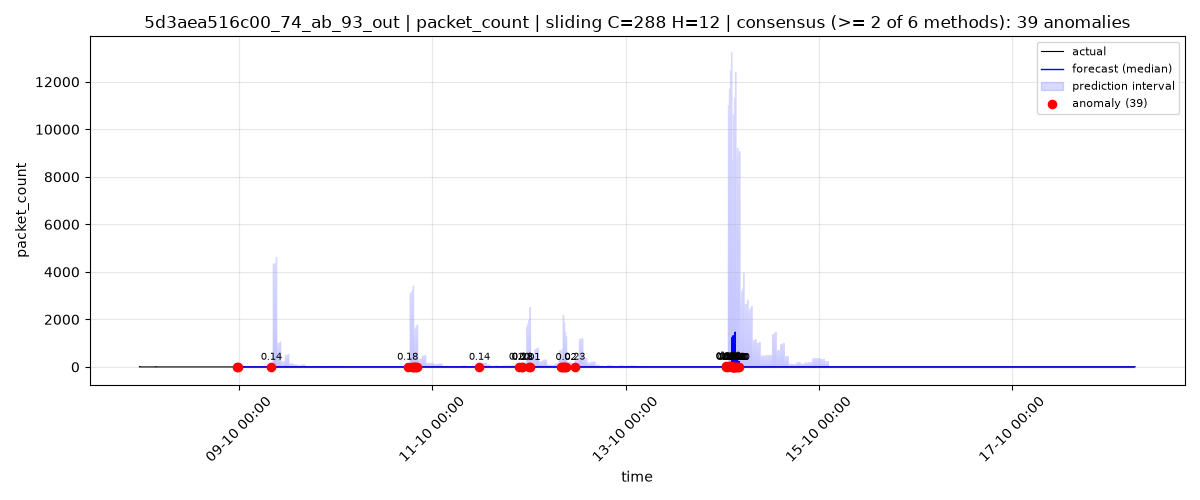 5d3aea516c00_74_ab_93_out | packet_count | sliding C=288 H=12 | consensus (>= 2 of 6 methods): 39 anomalies
packet_count
12000
10000
8000
6000
4000
2000
0
actual
forecast (median)
prediction interval
anomaly (39)
0.14
0.18
0.14
0.23
09-10 00:00
11-10 00:00
13-10 00:00
15-10 00:00
17-10 00:00
time